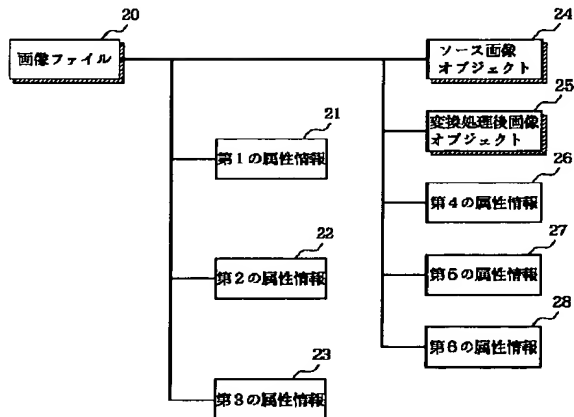 20
画像ファイル
24
ソース画像
オブジェクト
25
変換処理後画像
オブジェクト
21
第1の属性情報
26
第4の属性情報
22
第2の属性情報
27
第5の属性情報
28
第6の属性情報
23
第3の属性情報